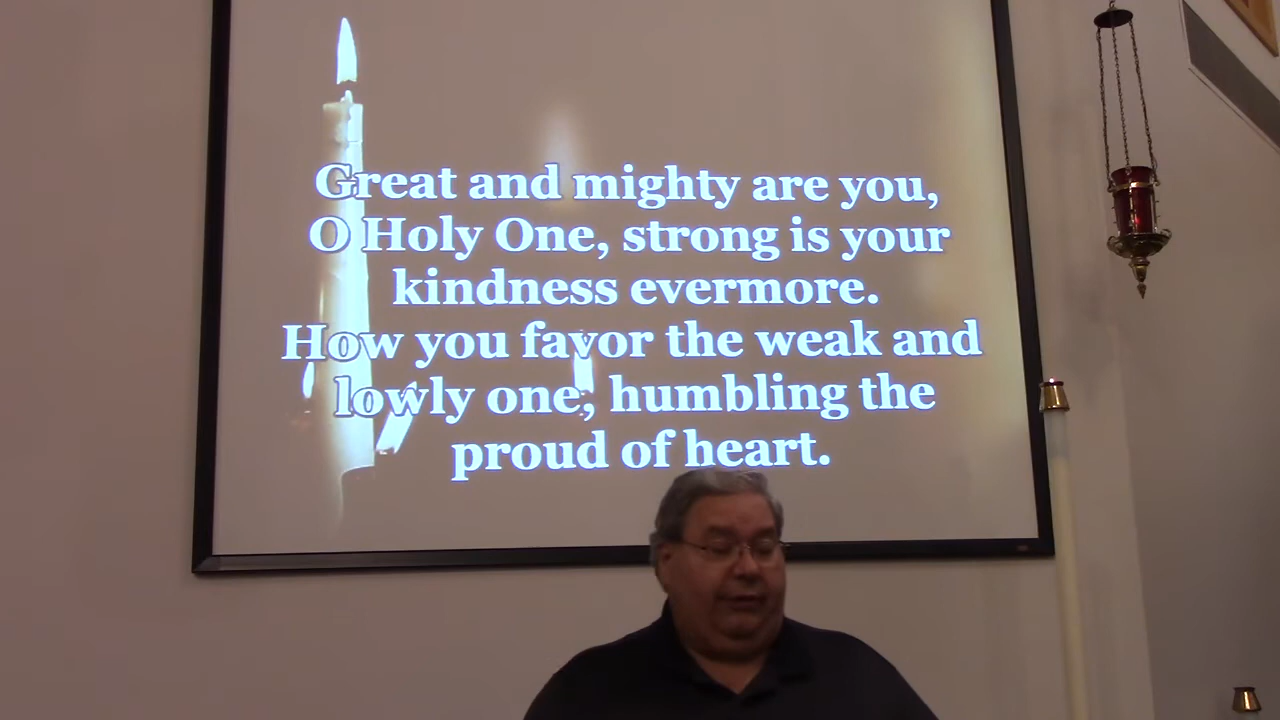 Great and mighty are you,
O Holy One, strong is your
kindness evermore.
How you favor the weak and
lowly one, humbling the
proud of heart.